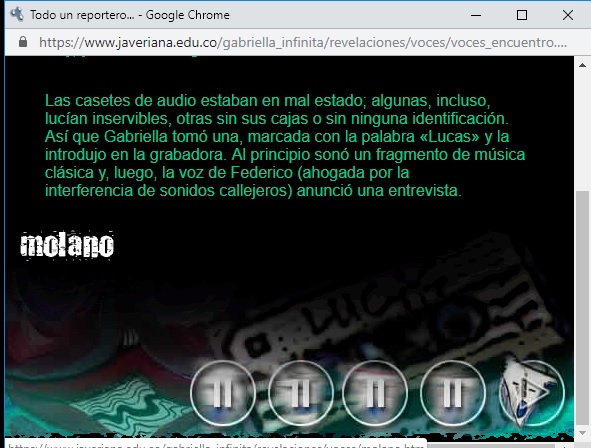 Todo un reportero... - Google Chrome
https://www.javeriana.edu.co/gabriella_infinita/revelaciones/voces/voces_encuentro....
Las casetes de audio estaban en mal estado; algunas, incluso,
lucían inservibles, otras sin sus cajas o sin ninguna identificación.
Así que Gabriella tomó una, marcada con la palabra «Lucas» y la
introdujo en la grabadora. Al principio sonó un fragmento de música
clásica y, luego, la voz de Federico (ahogada por la
interferencia de sonidos callejeros) anunció una entrevista.
molano
https://www.javeriana.edu.co/gabriella_infinita/revelaciones/voces/molano.htm